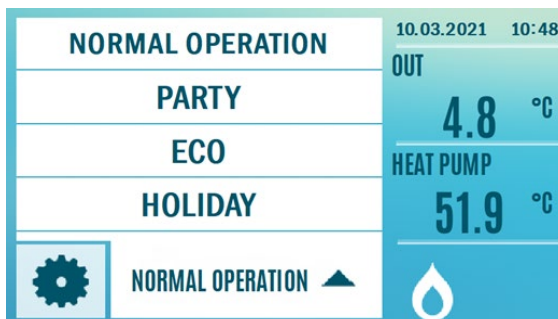 NORMAL OPERATION
PARTY
ECO
HOLIDAY
NORMAL OPERATION
10.03.2021 10:48
OUT
4.8 °C
HEAT PUMP
51.9 °C